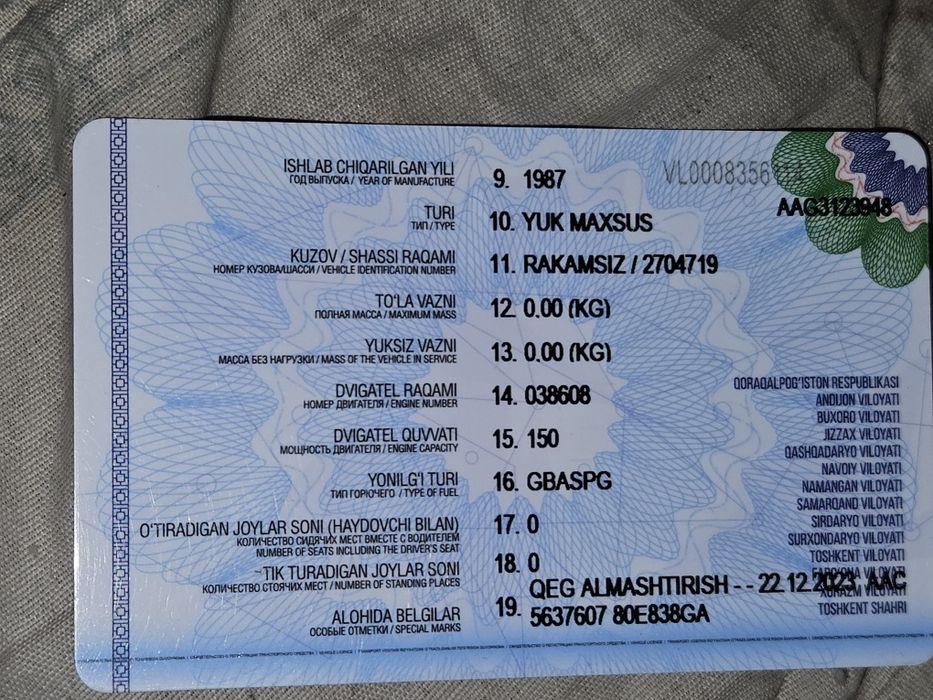 ISHLAB CHIQARILGAN YILI
ГОД ВЫПУСКА / YEAR OF MANUFACTURE
9. 1987
VL0008356
AAG3123948
TURI
ТИП / TYPE
10. YUK MAXSUS
KUZOV / SHASSI RAQAMI
НОМЕР КУЗОВА/ШАССИ / VEHICLE IDENTIFICATION NUMBER
11. RAKAMSIZ / 2704719
TO'LA VAZNI
ПОЛНАЯ МАССА / MAXIMUM MASS
12. 0.00 (KG)
YUKSIZ VAZNI
МАССА БЕЗ НАГРУЗКИ / MASS OF THE VEHICLE IN SERVICE
13. 0.00 (KG)
DVIGATEL RAQAMI
НОМЕР ДВИГАТЕЛЯ / ENGINE NUMBER
14. 038608
DVIGATEL QUVVATI
МОЩНОСТЬ ДВИГАТЕЛЯ / ENGINE CAPACITY
15. 150
YONILG'I TURI
ТИП ГОРЮЧЕГО / TYPE OF FUEL
16. GBASPG
O'TIRADIGAN JOYLAR SONI (HAYDOVCHI BILAN)
КОЛИЧЕСТВО СИДЯЧИХ МЕСТ ВМЕСТЕ С ВОДИТЕЛЕМ
NUMBER OF SEATS INCLUDING THE DRIVER'S SEAT
17. 0
TIK TURADIGAN JOYLAR SONI
КОЛИЧЕСТВО СТОЯЧИХ МЕСТ / NUMBER OF STANDING PLACES
18. 0
ALOHIDA BELGILAR
ОСОБЫЕ ОТМЕТКИ / SPECIAL MARKS
19. QEG ALMASHTIRISH - - 22.12.2023 AAC
5637607 80E838GA
QORAQALPOG'ISTON RESPUBLIKASI
ANDIJON VILOYATI
BUXORO VILOYATI
JIZZAX VILOYATI
QASHQADARYO VILOYATI
NAVOIY VILOYATI
NAMANGAN VILOYATI
SAMARQAND VILOYATI
SIRDARYO VILOYATI
SURXONDARYO VILOYATI
TOSHKENT VILOYATI
FARG'ONA VILOYATI
XORAZM VILOYATI
TOSHKENT SHAHRI